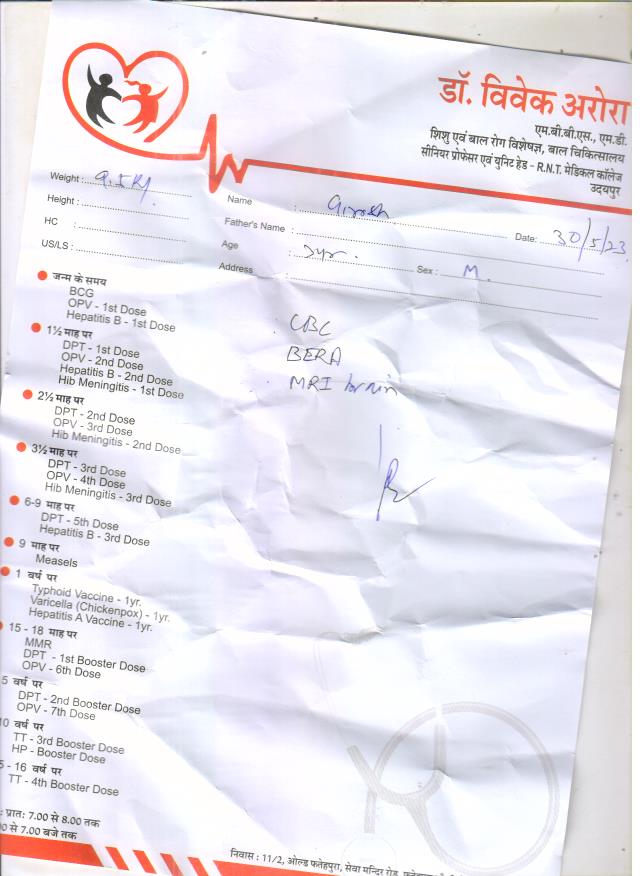 डॉ. विवेक अरोरा
एम.बी.बी.एस., एम.डी.
शिशु एवं बाल रोग विशेषज्ञ, बाल चिकित्सालय
सीनियर प्रोफेसर एवं युनिट हेड - R.N.T. मेडिकल कॉलेज
उदयपुर
Weight : 9.5 Kg
Height :
HC :
US/LS :
Name :
Date: 30/5/23
Father's Name :
Age : 3yr. Sex : M.
Address :
CBC
BERA
MRI brain
जन्म के समय
BCG
OPV - 1st Dose
Hepatitis B - 1st Dose
1½ माह पर
DPT - 1st Dose
OPV - 2nd Dose
Hepatitis B - 2nd Dose
Hib Meningitis - 1st Dose
2½ माह पर
DPT - 2nd Dose
OPV - 3rd Dose
Hib Meningitis - 2nd Dose
3½ माह पर
DPT - 3rd Dose
OPV - 4th Dose
Hib Meningitis - 3rd Dose
6-9 माह पर
DPT - 5th Dose
Hepatitis B - 3rd Dose
9 माह पर
Measels
1 वर्ष पर
Typhoid Vaccine - 1yr.
Varicella (Chickenpox) - 1yr.
Hepatitis A Vaccine - 1yr.
15 - 18 माह पर
MMR
DPT - 1st Booster Dose
OPV - 6th Dose
5 वर्ष पर
DPT - 2nd Booster Dose
OPV - 7th Dose
10 वर्ष पर
TT - 3rd Booster Dose
HP - Booster Dose
5 - 16 वर्ष पर
TT - 4th Booster Dose
: प्रात: 7.00 से 8.00 तक
00 से 7.00 बजे तक
निवास : 11/2, ओल्ड फतेहपुरा, सेवा मन्दिर रोड,